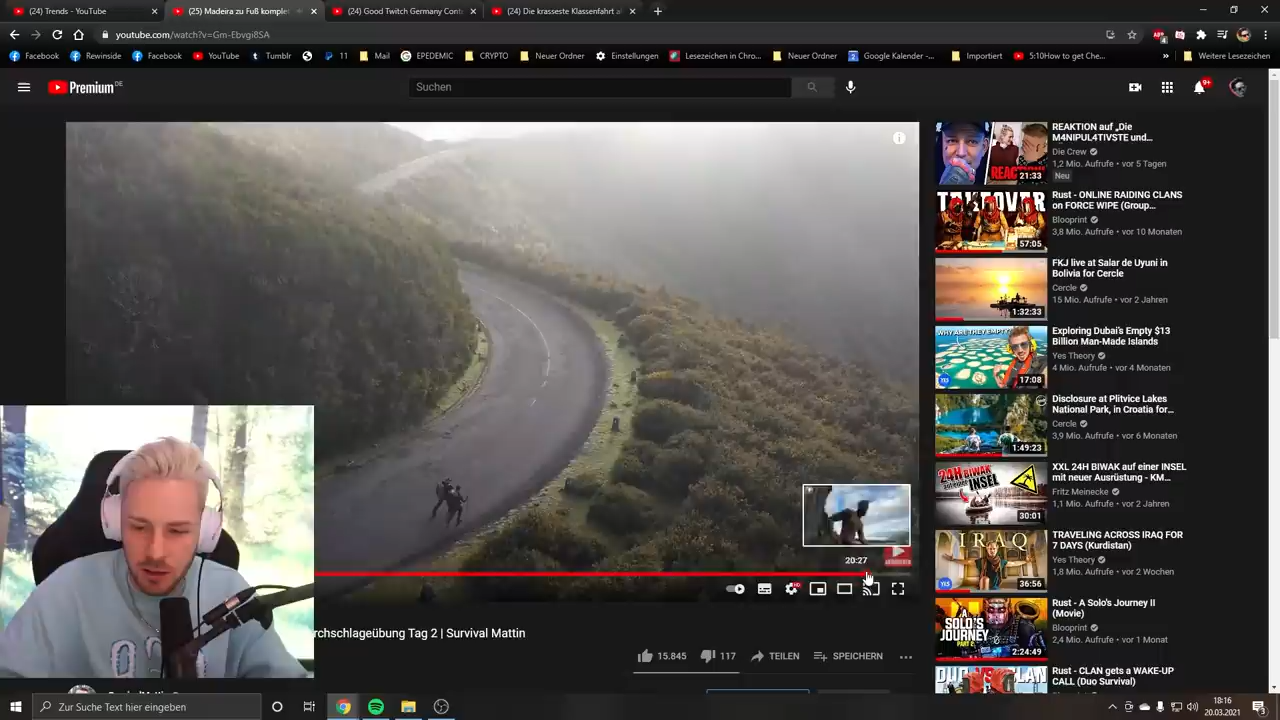 (24) Trends - YouTube
(25) Madeira zu Fuß komplet
(24) Good Twitch Germany Cont
(24) Die krasseste Klassenfahrt al
youtube.com/watch?v=Gm-Ebvgi8SA
Facebook
Rewinside
Facebook
YouTube
Tumblr
11
Mail
EPEDEMIC
CRYPTO
Neuer Ordner
Einstellungen
Lesezeichen in Chro...
Neuer Ordner
Google Kalender -...
Importiert
5:10How to get Che...
Weitere Lesezeichen
Premium DE
Suchen
9+
REAKTION auf „Die
M4NIPUL4TIVSTE und...
Die Crew
1,2 Mio. Aufrufe • vor 5 Tagen
Neu
21:33
Rust - ONLINE RAIDING CLANS
on FORCE WIPE (Group...
Blooprint
3,8 Mio. Aufrufe • vor 10 Monaten
57:05
FKJ live at Salar de Uyuni in
Bolivia for Cercle
Cercle
15 Mio. Aufrufe • vor 2 Jahren
1:32:33
WHY ARE THEY EMPTY?
Exploring Dubai's Empty $13
Billion Man-Made Islands
Yes Theory
4 Mio. Aufrufe • vor 4 Monaten
17:08
Disclosure at Plitvice Lakes
National Park, in Croatia for...
Cercle
3,9 Mio. Aufrufe • vor 6 Monaten
1:49:23
24H BIWAK
auf einer
INSEL
XXL 24H BIWAK auf einer INSEL
mit neuer Ausrüstung - KM...
Fritz Meinecke
1,1 Mio. Aufrufe • vor 2 Jahren
30:01
IRAQ
TRAVELING ACROSS IRAQ FOR
7 DAYS (Kurdistan)
Yes Theory
1,8 Mio. Aufrufe • vor 2 Wochen
36:56
A
SOLO'S
JOURNEY
Rust - A Solo's Journey II
(Movie)
Blooprint
2,4 Mio. Aufrufe • vor 1 Monat
2:24:49
Rust - CLAN gets a WAKE-UP
CALL (Duo Survival)
20:27
rchschlageübung Tag 2 | Survival Mattin
15.845
117
TEILEN
SPEICHERN
Zur Suche Text hier eingeben
18:16
20.03.2021